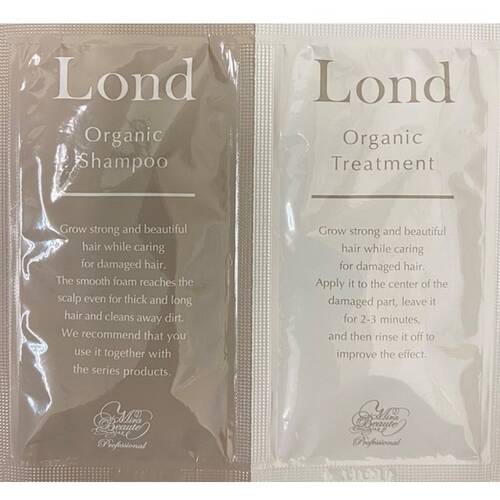 Lond
Organic
Shampoo
Grow strong and beautiful
hair while caring
for damaged hair.
The smooth foam reaches the
scalp even for thick and long
hair and cleans away dirt.
We recommend that you
use it together with
the series products.
Mira
Beaute
Professional
Lond
Organic
Treatment
Grow strong and beautiful
hair while caring
for damaged hair.
Apply it to the center of the
damaged part, leave it
for 2-3 minutes,
and then rinse it off to
improve the effect.
Mira
Beaute
Professional